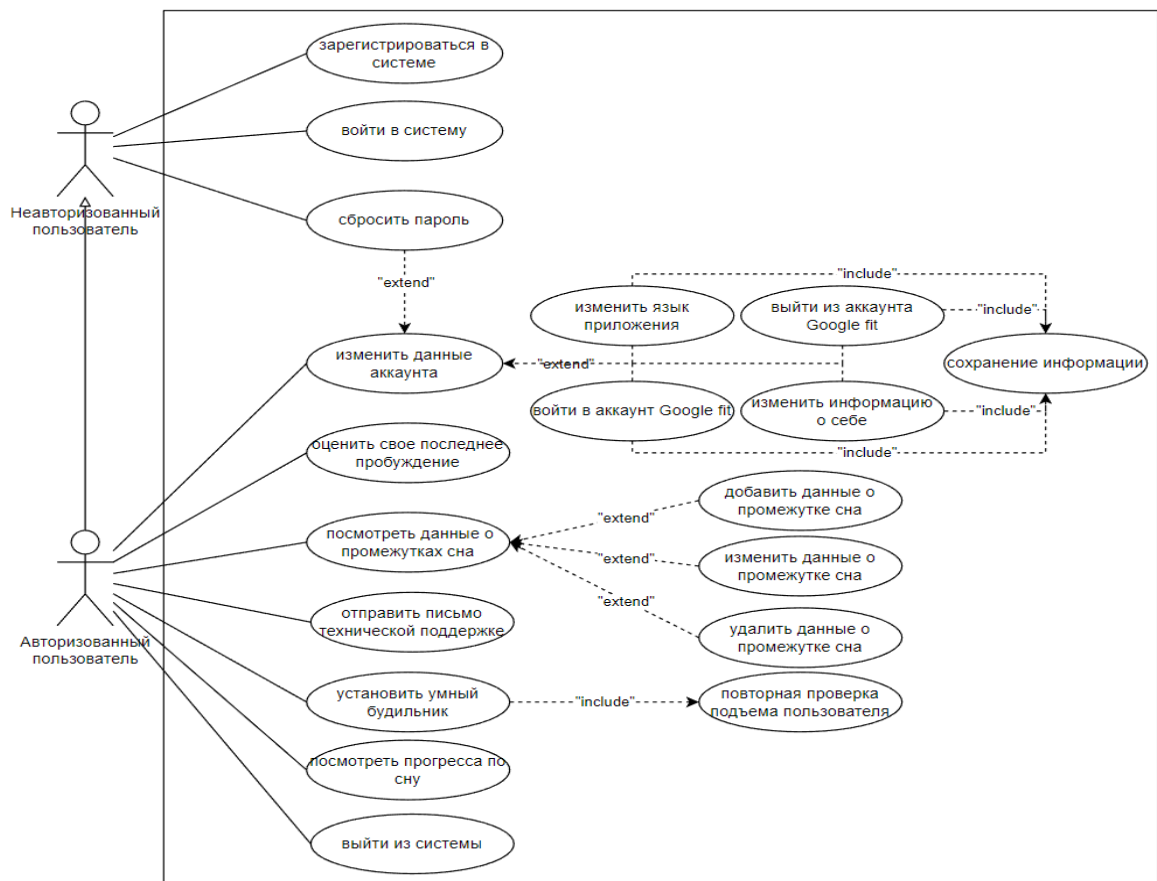 зарегистрироваться в
системе
войти в систему
Неавторизованный
пользователь
сбросить пароль
"extend"
"include"
изменить язык
приложения
выйти из аккаунта
Google fit
"include"
изменить данные
аккаунта
"extend"
сохранение информации
войти в аккаунт Google fit
изменить информацию
о себе
"include"
"include"
оценить свое последнее
пробуждение
добавить данные о
промежутке сна
"extend"
посмотреть данные о
промежутках сна
"extend"
изменить данные о
промежутке сна
"extend"
Авторизованный
пользователь
отправить письмо
технической поддержке
удалить данные о
промежутке сна
установить умный
будильник
"include"
повторная проверка
подъема пользователя
посмотреть прогресса по
сну
выйти из системы